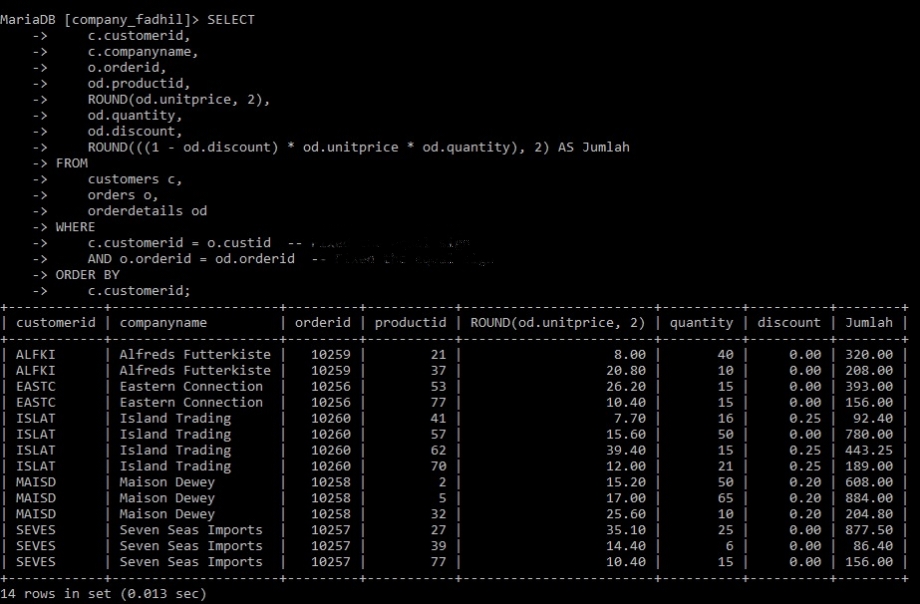 MariaDB [company_fadhil]> SELECT
    ->     c.customerid,
    ->     c.companyname,
    ->     o.orderid,
    ->     od.productid,
    ->     ROUND(od.unitprice, 2),
    ->     od.quantity,
    ->     od.discount,
    ->     ROUND(((1 - od.discount) * od.unitprice * od.quantity), 2) AS Jumlah
    -> FROM
    ->     customers c,
    ->     orders o,
    ->     orderdetails od
    -> WHERE
    ->     c.customerid = o.custid  --
    ->     AND o.orderid = od.orderid  --
    -> ORDER BY
    ->     c.customerid;
+------------+--------------------+---------+-----------+------------------------+----------+----------+--------+
| customerid | companyname        | orderid | productid | ROUND(od.unitprice, 2) | quantity | discount | Jumlah |
+------------+--------------------+---------+-----------+------------------------+----------+----------+--------+
| ALFKI      | Alfreds Futterkiste |   10259 |        21 |                   8.00 |       40 |     0.00 | 320.00 |
| ALFKI      | Alfreds Futterkiste |   10259 |        37 |                  20.80 |       10 |     0.00 | 208.00 |
| EASTC      | Eastern Connection |   10256 |        53 |                  26.20 |       15 |     0.00 | 393.00 |
| EASTC      | Eastern Connection |   10256 |        77 |                  10.40 |       15 |     0.00 | 156.00 |
| ISLAT      | Island Trading     |   10260 |        41 |                   7.70 |       16 |     0.25 |  92.40 |
| ISLAT      | Island Trading     |   10260 |        57 |                  15.60 |       50 |     0.00 | 780.00 |
| ISLAT      | Island Trading     |   10260 |        62 |                  39.40 |       15 |     0.25 | 443.25 |
| ISLAT      | Island Trading     |   10260 |        70 |                  12.00 |       21 |     0.25 | 189.00 |
| MAISD      | Maison Dewey       |   10258 |         2 |                  15.20 |       50 |     0.20 | 608.00 |
| MAISD      | Maison Dewey       |   10258 |         5 |                  17.00 |       65 |     0.20 | 884.00 |
| MAISD      | Maison Dewey       |   10258 |        32 |                  25.60 |       10 |     0.20 | 204.80 |
| SEVES      | Seven Seas Imports |   10257 |        27 |                  35.10 |       25 |     0.00 | 877.50 |
| SEVES      | Seven Seas Imports |   10257 |        39 |                  14.40 |        6 |     0.00 |  86.40 |
| SEVES      | Seven Seas Imports |   10257 |        77 |                  10.40 |       15 |     0.00 | 156.00 |
+------------+--------------------+---------+-----------+------------------------+----------+----------+--------+
14 rows in set (0.013 sec)